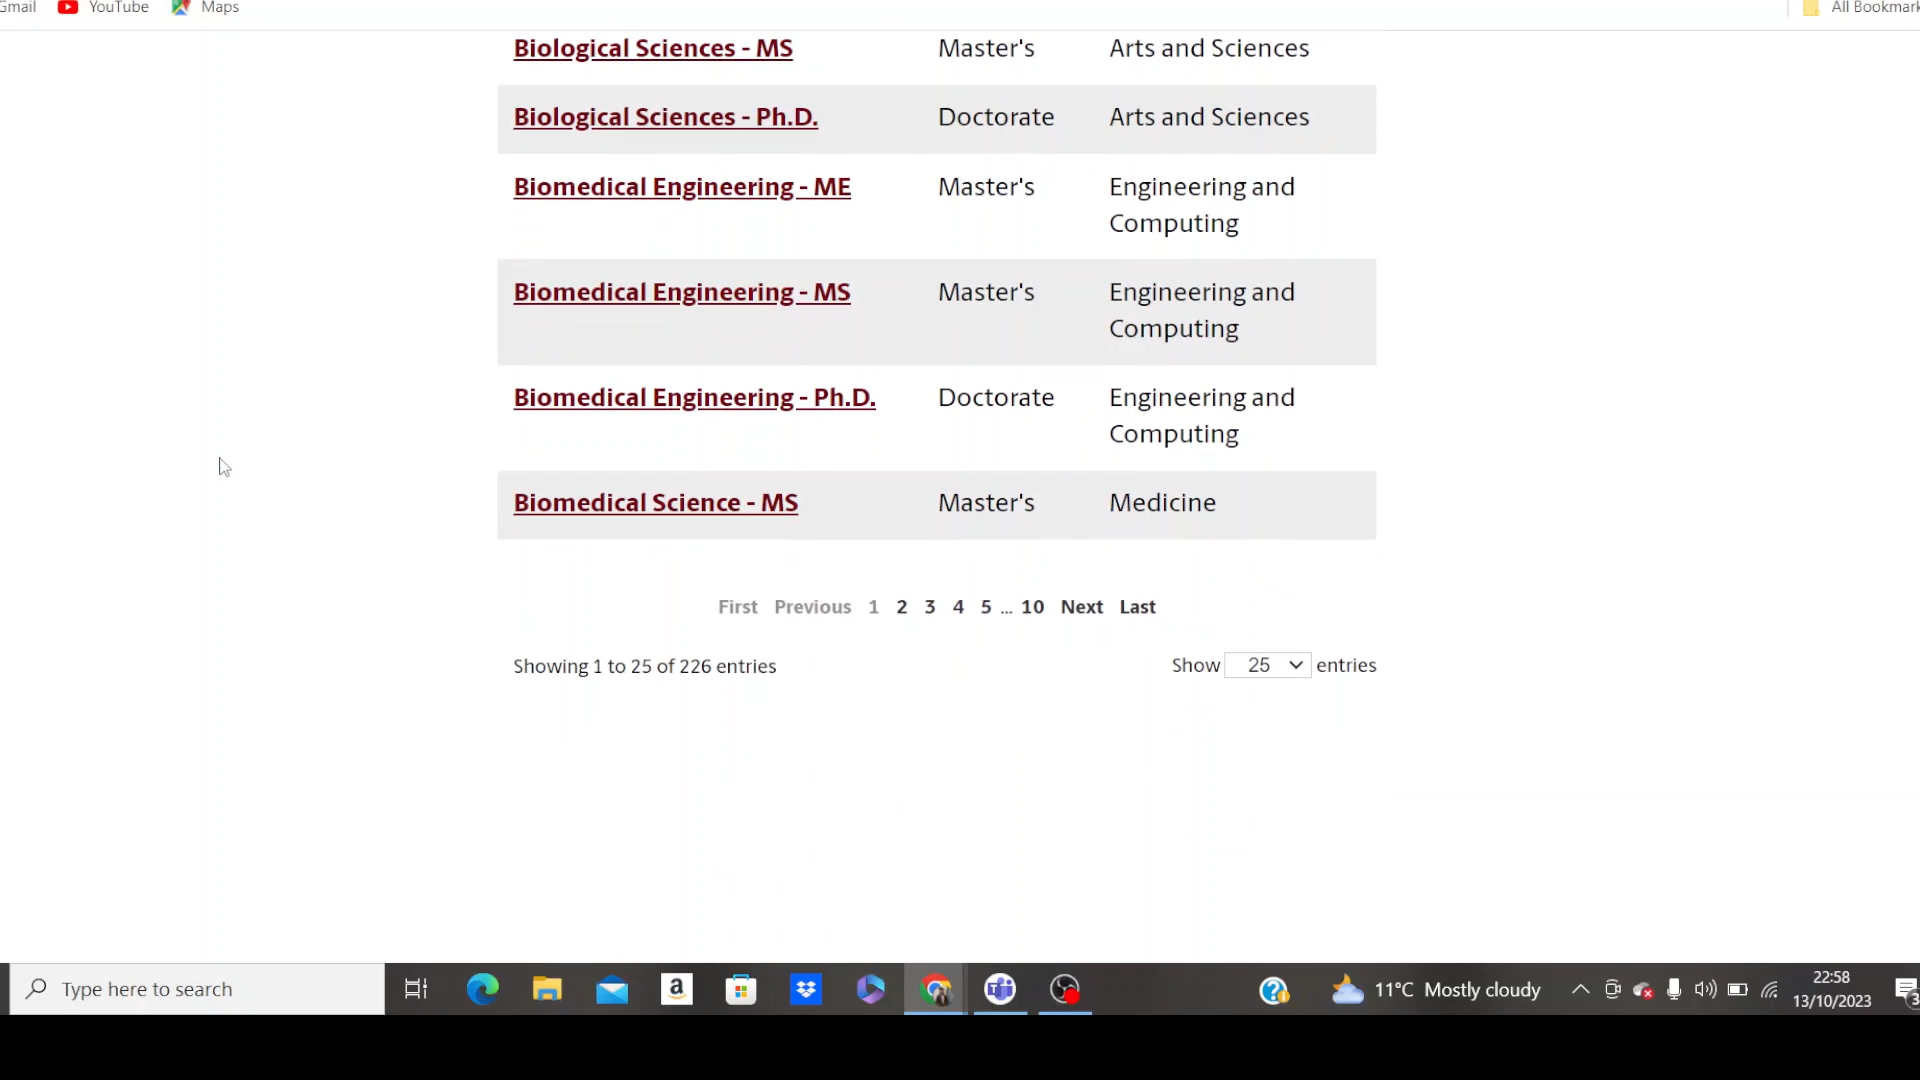 Gmail YouTube Maps All Bookmark
Biological Sciences - MS Master's Arts and Sciences
Biological Sciences - Ph.D. Doctorate Arts and Sciences
Biomedical Engineering - ME Master's Engineering and
Computing
Biomedical Engineering - MS Master's Engineering and
Computing
Biomedical Engineering - Ph.D. Doctorate Engineering and
Computing
Biomedical Science - MS Master's Medicine
First Previous 1 2 3 4 5 ... 10 Next Last
Showing 1 to 25 of 226 entries Show 25 entries
Type here to search 11°C Mostly cloudy 22:58
13/10/2023 3